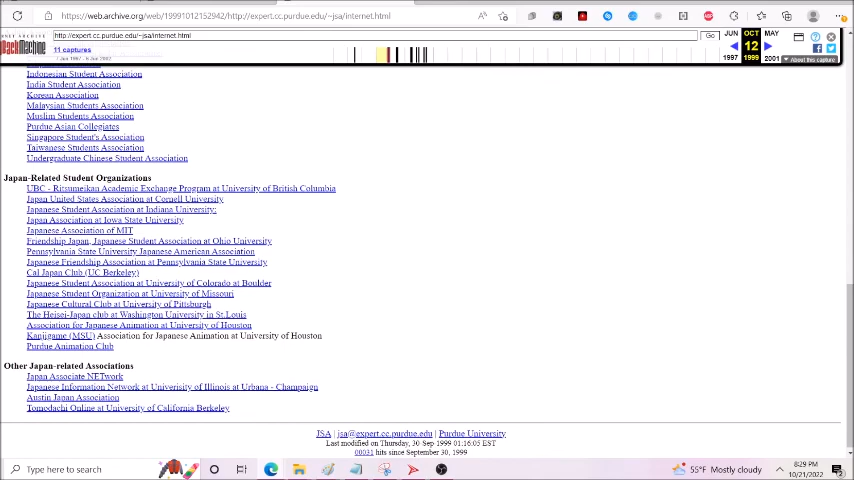 https://web.archive.org/web/19991012152942/http://expert.cc.purdue.edu/~jsa/internet.html
http://expert.cc.purdue.edu/~jsa/internet.html
Go
JUN OCT MAY
11 captures
12
1997 1999 2001
About this capture
Indonesian Student Association
India Student Association
Korean Association
Malaysian Students Association
Muslim Students Association
Purdue Asian Collegiates
Singapore Student's Association
Taiwanese Students Association
Undergraduate Chinese Student Association
Japan-Related Student Organizations
UBC - Ritsumeikan Academic Exchange Program at University of British Columbia
Japan United States Association at Cornell University
Japanese Student Association at Indiana University:
Japan Association at Iowa State University
Japanese Association of MIT
Friendship Japan, Japanese Student Association at Ohio University
Pennsylvania State University Japanese American Association
Japanese Friendship Association at Pennsylvania State University
Cal Japan Club (UC Berkeley)
Japanese Student Association at University of Colorado at Boulder
Japanese Student Organization at University of Missouri
Japanese Cultural Club at University of Pittsburgh
The Heisei-Japan club at Washington University in St.Louis
Association for Japanese Animation at University of Houston
Kanjigame (MSU) Association for Japanese Animation at University of Houston
Purdue Animation Club
Other Japan-related Associations
Japan Associate NETwork
Japanese Information Network at Univerisity of Illinois at Urbana - Champaign
Austin Japan Association
Tomodachi Online at University of California Berkeley
JSA | jsa@expert.cc.purdue.edu | Purdue University
Last modified on Thursday, 30-Sep-1999 01:16:05 EST
00031 hits since September 30, 1999
Type here to search
55°F Mostly cloudy
8:29 PM
10/21/2022